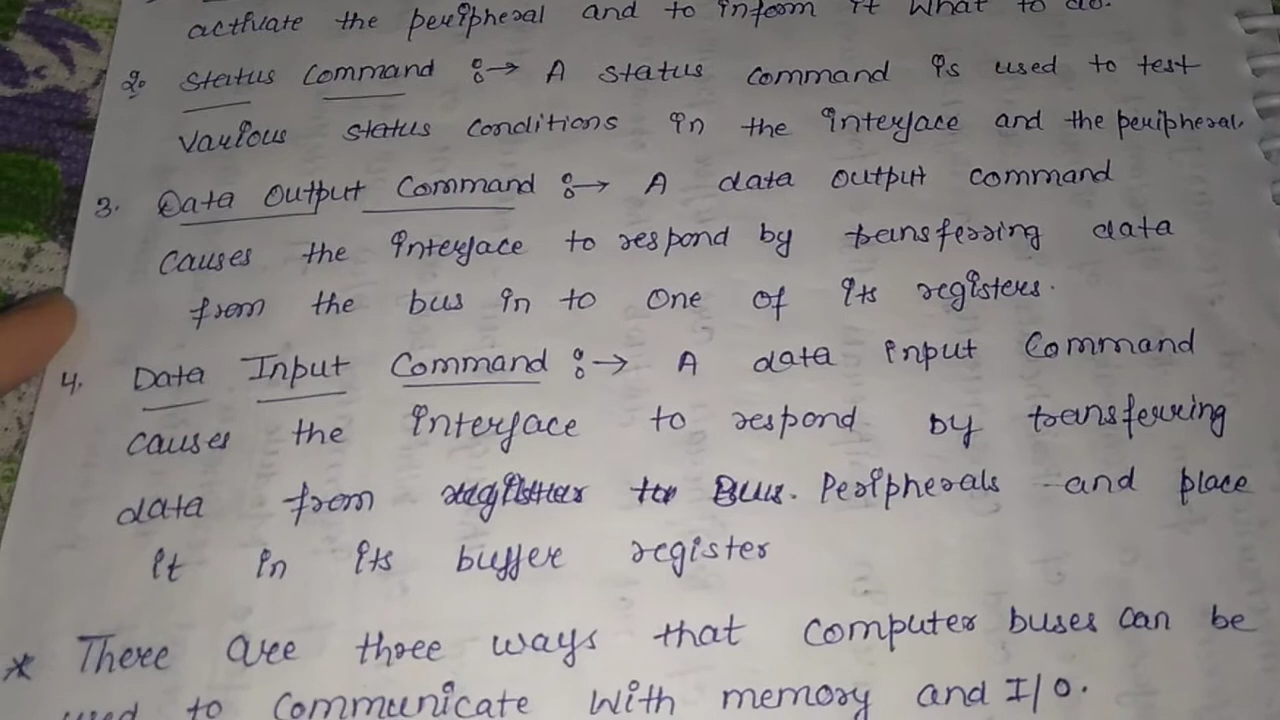 activate the peripheral and to inform it what to do.
2. Status Command :→ A status command is used to test
various status conditions in the interface and the peripheral.
3. Data Output Command :→ A data output command
causes the interface to respond by transferring data
from the bus in to one of its registers.
4. Data Input Command :→ A data input Command
causes the interface to respond by transferring
data from register to Bus. Peripherals and place
it in its buffer register
* There are three ways that computer buses can be
used to communicate with memory and I/O.